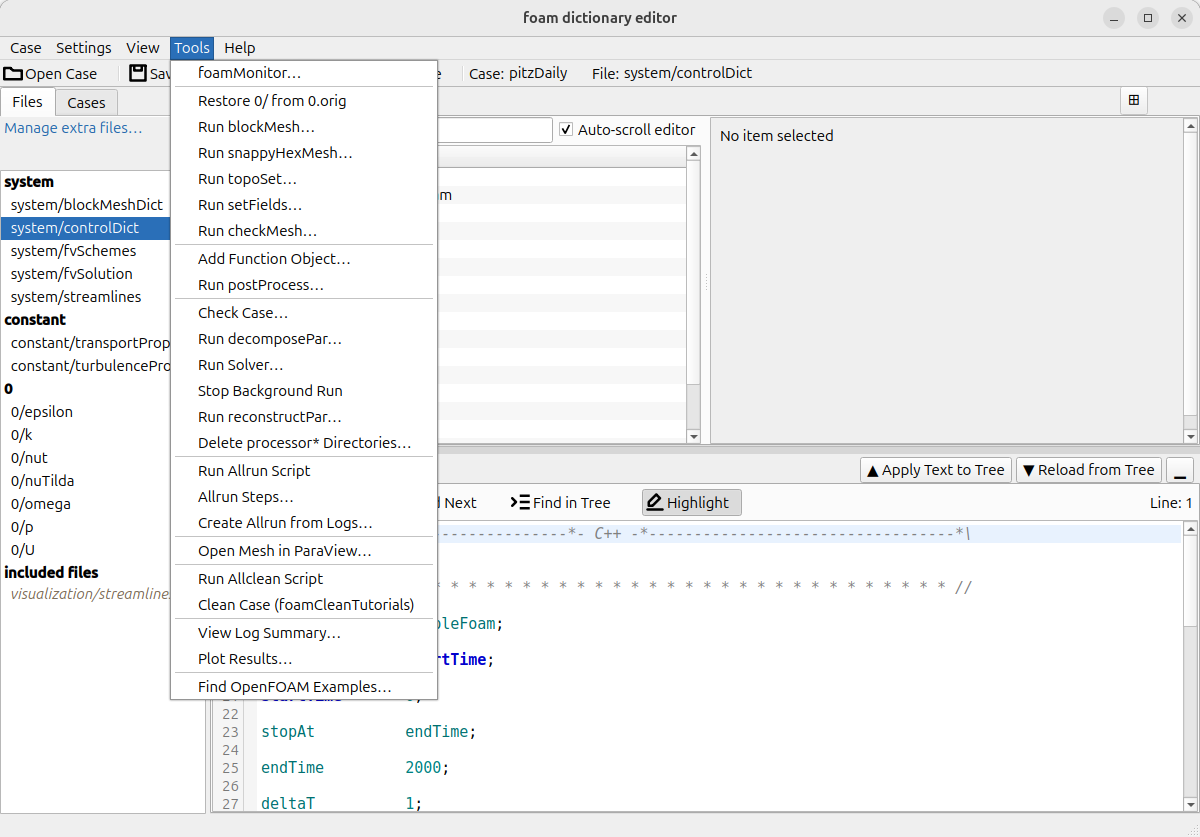 foam dictionary editor
Case Settings View Tools Help
Open Case Case: pitzDaily File: system/controlDict
Files Cases
Manage extra files…
system
system/blockMeshDict
system/controlDict
system/fvSchemes
system/fvSolution
system/streamlines
constant
0
0/epsilon
0/k
0/nut
0/nuTilda
0/omega
0/p
0/U
included files
foamMonitor…
Restore 0/ from 0.orig
Run blockMesh…
Run snappyHexMesh…
Run topoSet…
Run setFields…
Run checkMesh…
Add Function Object…
Run postProcess…
Check Case…
Run decomposePar…
Run Solver…
Stop Background Run
Run reconstructPar…
Delete processor* Directories…
Run Allrun Script
Allrun Steps…
Create Allrun from Logs…
Open Mesh in ParaView…
Run Allclean Script
Clean Case (foamCleanTutorials)
View Log Summary…
Plot Results…
Find OpenFOAM Examples…
Auto-scroll editor
No item selected
Apply Text to Tree Reload from Tree
Next Find in Tree Highlight Line: 1
--------------*- C++ -*----------------------------------*\
* * * * * * * * * * * * * * * * * * * * * * * * * * * * * //
22
23 stopAt endTime;
24
25 endTime 2000;
26
27 deltaT 1;